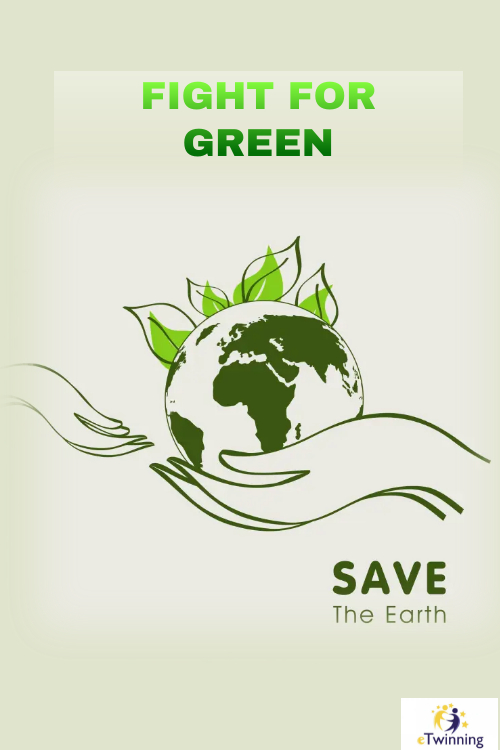 FIGHT FOR
GREEN
SAVE
The Earth
eTwinning